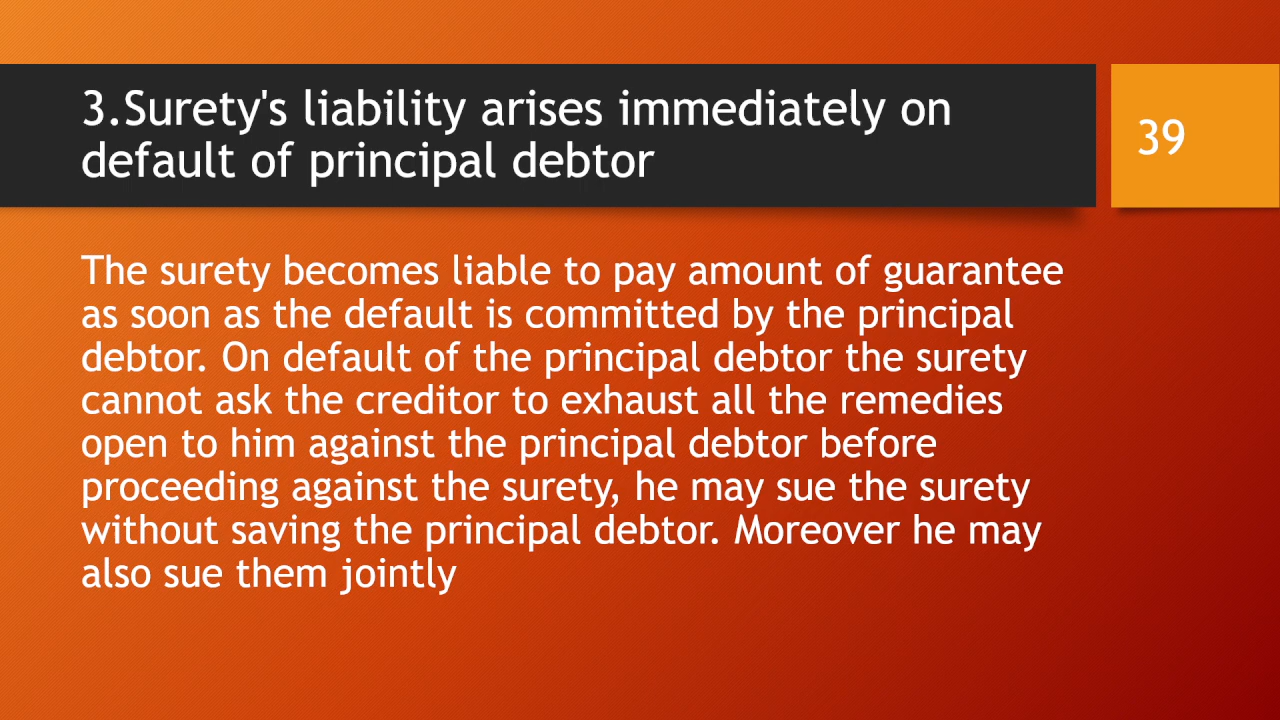 3.Surety's liability arises immediately on
default of principal debtor
39
The surety becomes liable to pay amount of guarantee
as soon as the default is committed by the principal
debtor. On default of the principal debtor the surety
cannot ask the creditor to exhaust all the remedies
open to him against the principal debtor before
proceeding against the surety, he may sue the surety
without saving the principal debtor. Moreover he may
also sue them jointly